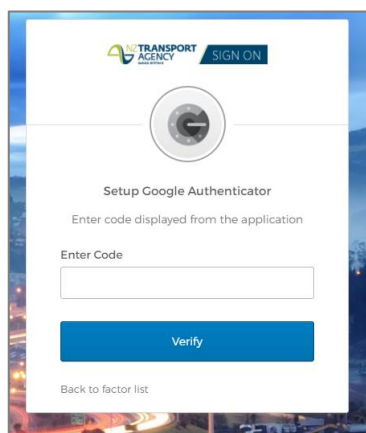 NZ TRANSPORT
AGENCY
SIGN ON
Setup Google Authenticator
Enter code displayed from the application
Enter Code
Verify
Back to factor list